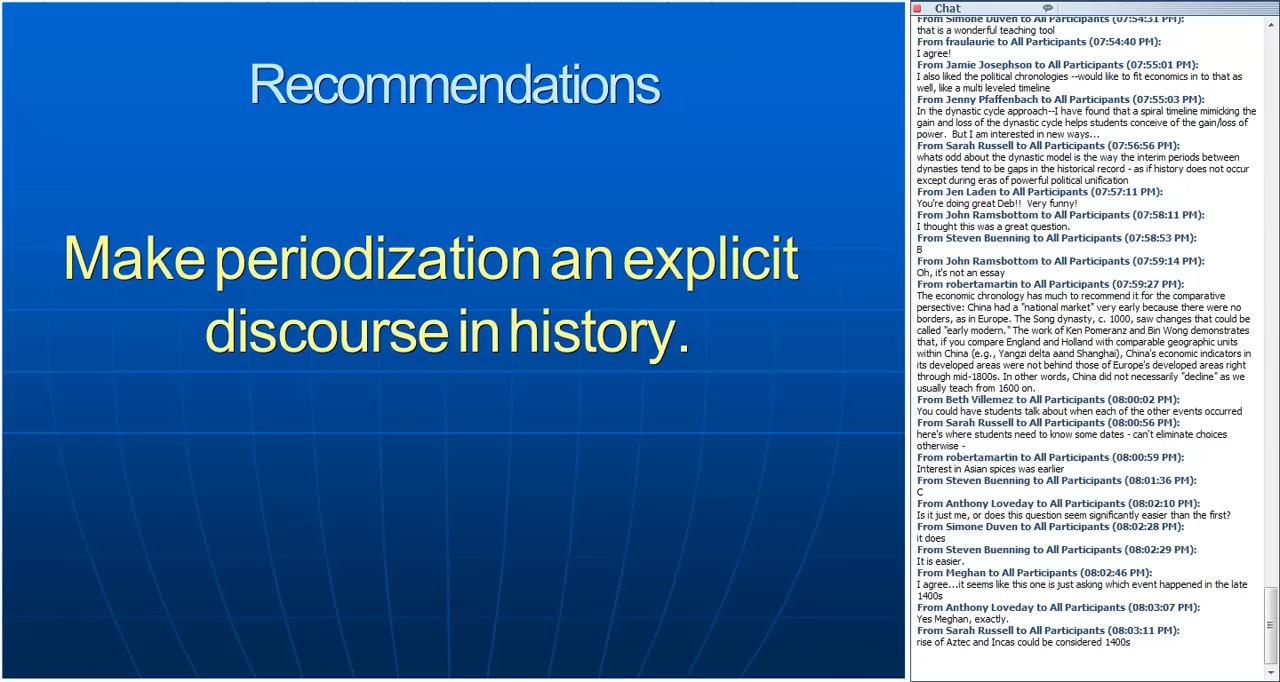 Recommendations
Make periodization an explicit
discourse in history.
Chat
From Simone Duven to All Participants (07:54:31 PM):
that is a wonderful teaching tool
From fraulaurie to All Participants (07:54:40 PM):
I agree!
From Jamie Josephson to All Participants (07:55:01 PM):
I also liked the political chronologies --would like to fit economics in to that as
well, like a multi leveled timeline
From Jenny Pfaffenbach to All Participants (07:55:03 PM):
In the dynastic cycle approach--I have found that a spiral timeline mimicking the
gain and loss of the dynastic cycle helps students conceive of the gain/loss of
power.  But I am interested in new ways...
From Sarah Russell to All Participants (07:56:56 PM):
whats odd about the dynastic model is the way the interim periods between
dynasties tend to be gaps in the historical record - as if history does not occur
except during eras of powerful political unification
From Jen Laden to All Participants (07:57:11 PM):
You're doing great Deb!!  Very funny!
From John Ramsbottom to All Participants (07:58:11 PM):
I thought this was a great question.
From Steven Buenning to All Participants (07:58:53 PM):
B
From John Ramsbottom to All Participants (07:59:14 PM):
Oh, it's not an essay
From robertamartin to All Participants (07:59:27 PM):
The economic chronology has much to recommend it for the comparative
persective: China had a "national market" very early because there were no
borders, as in Europe. The Song dynasty, c. 1000, saw changes that could be
called "early modern." The work of Ken Pomeranz and Bin Wong demonstrates
that, if you compare England and Holland with comparable geographic units
within China (e.g., Yangzi delta aand Shanghai), China's economic indicators in
its developed areas were not behind those of Europe's developed areas right
through mid-1800s. In other words, China did not necessarily "decline" as we
usually teach from 1600 on.
From Beth Villemez to All Participants (08:00:02 PM):
You could have students talk about when each of the other events occurred
From Sarah Russell to All Participants (08:00:56 PM):
here's where students need to know some dates - can't eliminate choices
otherwise -
From robertamartin to All Participants (08:00:59 PM):
Interest in Asian spices was earlier
From Steven Buenning to All Participants (08:01:36 PM):
C
From Anthony Loveday to All Participants (08:02:10 PM):
Is it just me, or does this question seem significantly easier than the first?
From Simone Duven to All Participants (08:02:28 PM):
it does
From Steven Buenning to All Participants (08:02:29 PM):
It is easier.
From Meghan to All Participants (08:02:46 PM):
I agree...it seems like this one is just asking which event happened in the late
1400s
From Anthony Loveday to All Participants (08:03:07 PM):
Yes Meghan, exactly.
From Sarah Russell to All Participants (08:03:11 PM):
rise of Aztec and Incas could be considered 1400s